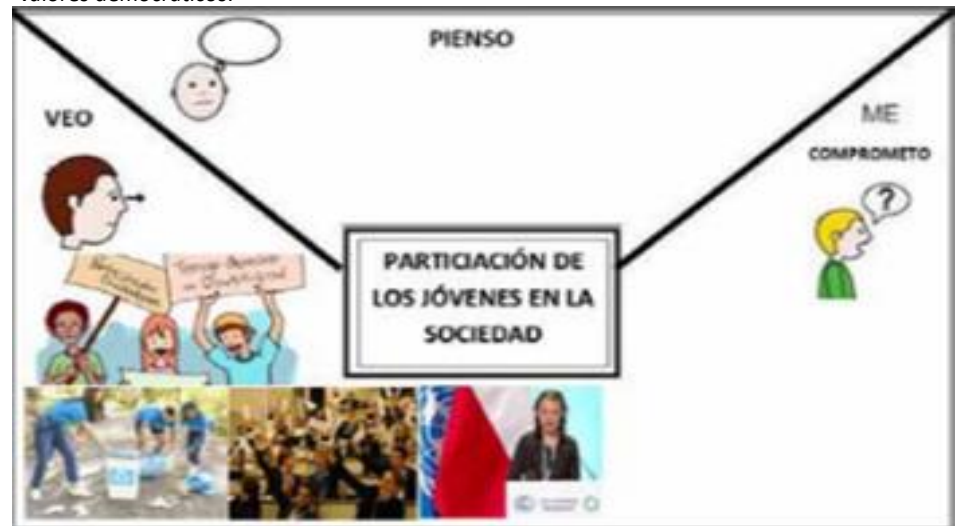 valores democráticos.
PIENSO
VEO
ME
COMPROMETO
PARTICIACIÓN DE
LOS JÓVENES EN LA
SOCIEDAD